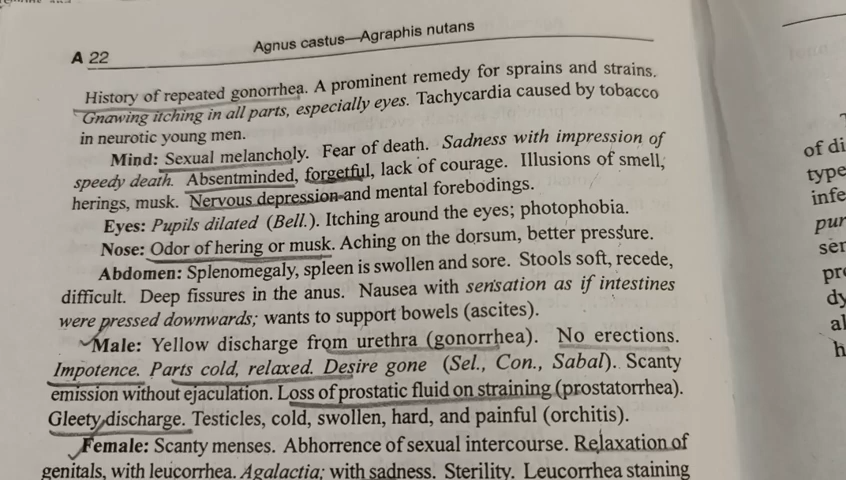 A 22
Agnus castus—Agraphis nutans
History of repeated gonorrhea. A prominent remedy for sprains and strains.
Gnawing itching in all parts, especially eyes. Tachycardia caused by tobacco
in neurotic young men.
Mind: Sexual melancholy. Fear of death. Sadness with impression of
speedy death. Absentminded, forgetful, lack of courage. Illusions of smell,
herings, musk. Nervous depression and mental forebodings.
Eyes: Pupils dilated (Bell.). Itching around the eyes; photophobia.
Nose: Odor of hering or musk. Aching on the dorsum, better pressure.
Abdomen: Splenomegaly, spleen is swollen and sore. Stools soft, recede,
difficult. Deep fissures in the anus. Nausea with sensation as if intestines
were pressed downwards; wants to support bowels (ascites).
Male: Yellow discharge from urethra (gonorrhea). No erections.
Impotence. Parts cold, relaxed. Desire gone (Sel., Con., Sabal). Scanty
emission without ejaculation. Loss of prostatic fluid on straining (prostatorrhea).
Gleety discharge. Testicles, cold, swollen, hard, and painful (orchitis).
Female: Scanty menses. Abhorrence of sexual intercourse. Relaxation of
genitals, with leucorrhea. Agalactia; with sadness. Sterility. Leucorrhea staining
of di
type
infe
pur
ser
pro
dy
al
h